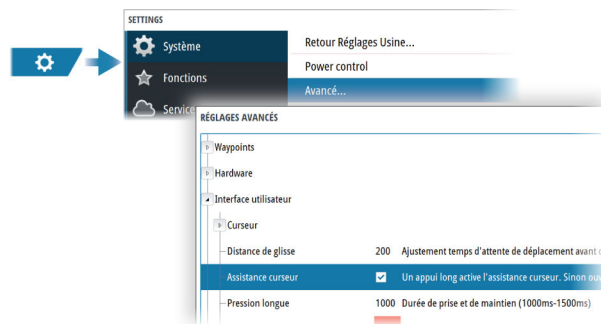 SETTINGS
Système
Retour Réglages Usine...
Power control
Fonctions
Avancé...
Service
RÉGLAGES AVANCÉS
Waypoints
Hardware
Interface utilisateur
Curseur
Distance de glisse 200 Ajustement temps d'attente de déplacement avant
Assistance curseur Un appui long active l'assistance curseur. Sinon
Pression longue 1000 Durée de prise et de maintien (1000ms-1500ms)